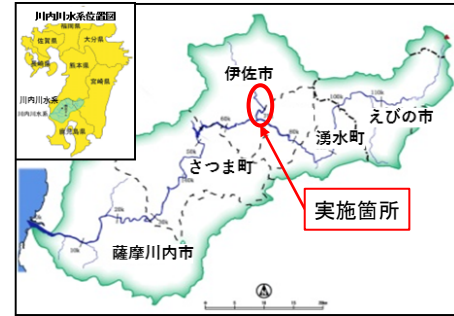 川内川水系位置図
福岡県
佐賀県
大分県
長崎県
熊本県
宮崎県
川内川水系
鹿児島県
伊佐市
えびの市
湧水町
さつま町
実施箇所
薩摩川内市